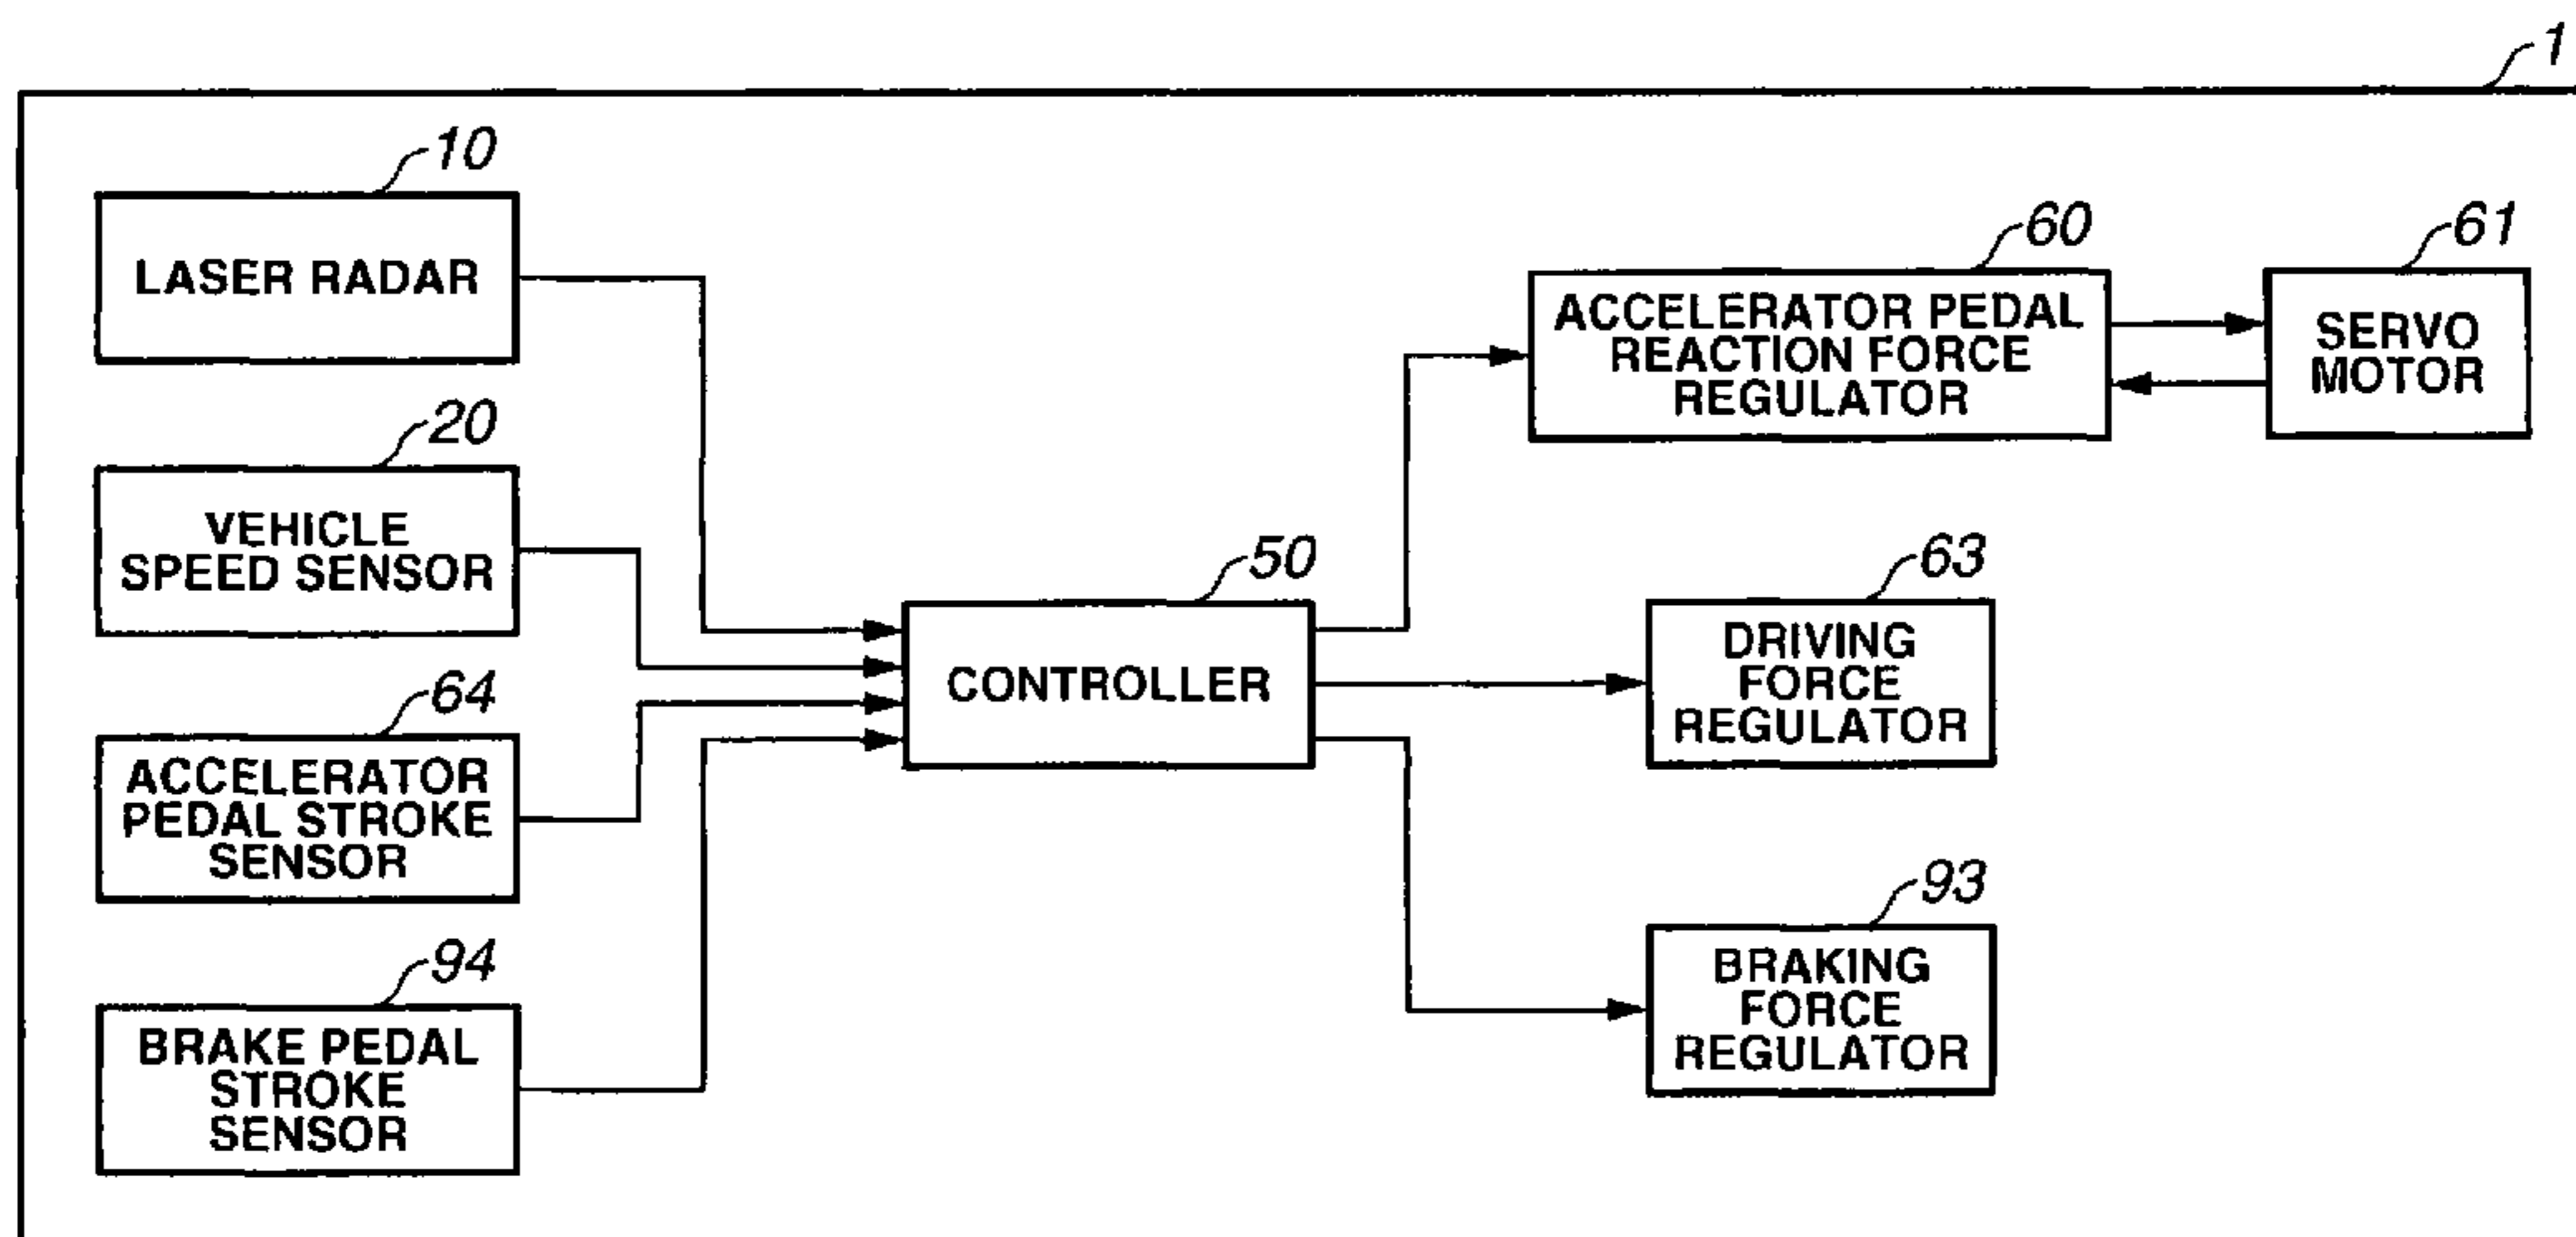 1
10
LASER RADAR
20
VEHICLE
SPEED SENSOR
64
ACCELERATOR
PEDAL STROKE
SENSOR
94
BRAKE PEDAL
STROKE
SENSOR
50
CONTROLLER
60
ACCELERATOR PEDAL
REACTION FORCE
REGULATOR
61
SERVO
MOTOR
63
DRIVING
FORCE
REGULATOR
93
BRAKING
FORCE
REGULATOR